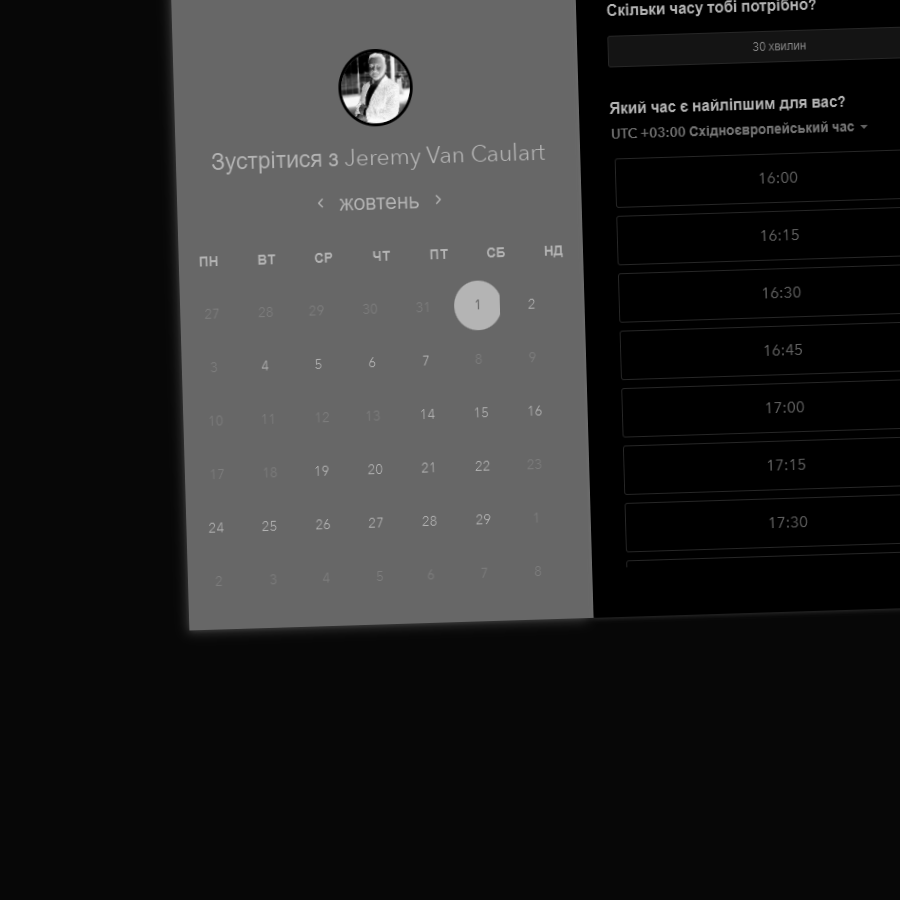 Зустрітися з Jeremy Van Caulart
‹ жовтень ›
ПН ВТ СР ЧТ ПТ СБ НД
27 28 29 30 31 1 2
3 4 5 6 7 8 9
10 11 12 13 14 15 16
17 18 19 20 21 22 23
24 25 26 27 28 29 1
2 3 4 5 6 7 8
Скільки часу тобі потрібно?
30 хвилин
Який час є найліпшим для вас?
UTC +03:00 Східноєвропейський час
16:00
16:15
16:30
16:45
17:00
17:15
17:30